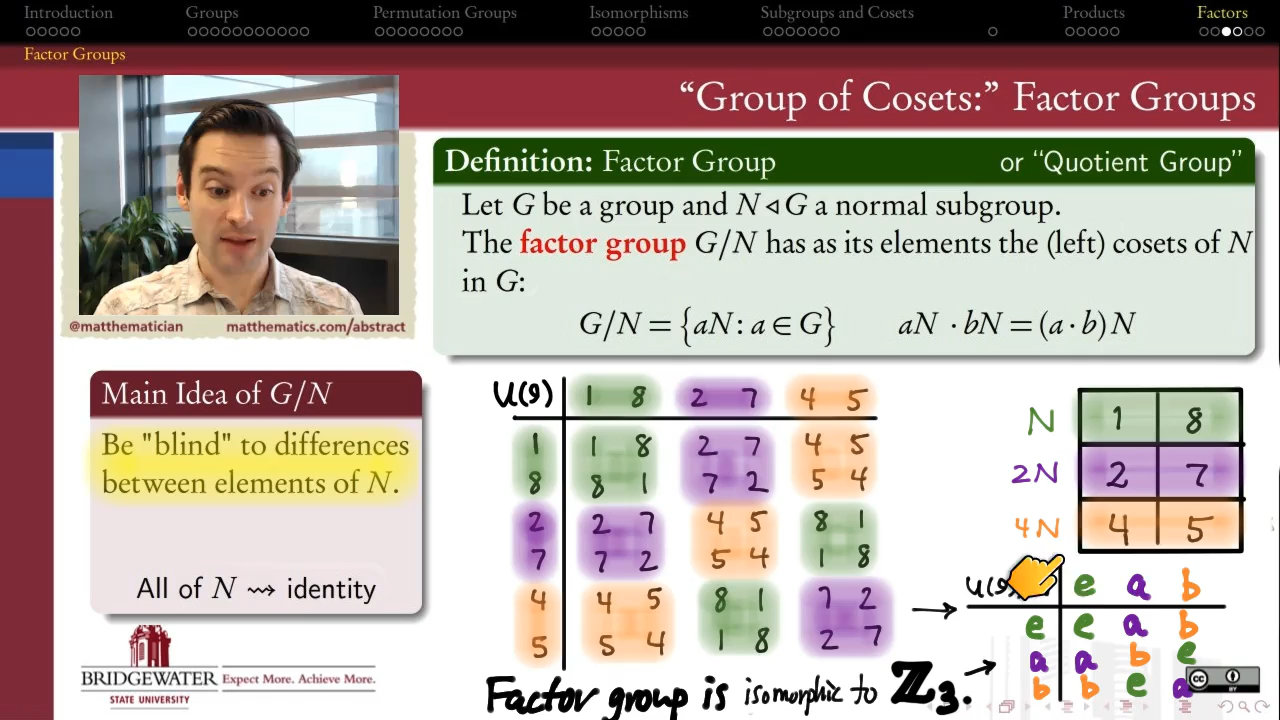 Introduction Groups Permutation Groups Isomorphisms Subgroups and Cosets Products Factors
Factor Groups
“Group of Cosets:” Factor Groups
@matthematician matthematics.com/abstract
Definition: Factor Group or “Quotient Group”
Let G be a group and N ◁ G a normal subgroup.
The factor group G/N has as its elements the (left) cosets of N
in G:
G/N = {aN: a ∈ G} aN · bN = (a · b)N
Main Idea of G/N
Be "blind" to differences
between elements of N.
All of N ⇝ identity
BRIDGEWATER
STATE UNIVERSITY
Expect More. Achieve More.
U(9) 1 8 2 7 4 5
1 1 8 2 7 4 5
8 8 1 7 2 5 4
2 2 7 4 5 8 1
7 7 2 5 4 1 8
4 4 5 8 1 7 2
5 5 4 1 8 2 7
N 1 8
2N 2 7
4N 4 5
e a b
e e a b
a a b e
b b e a
Factor group is isomorphic to ℤ3.
CC BY